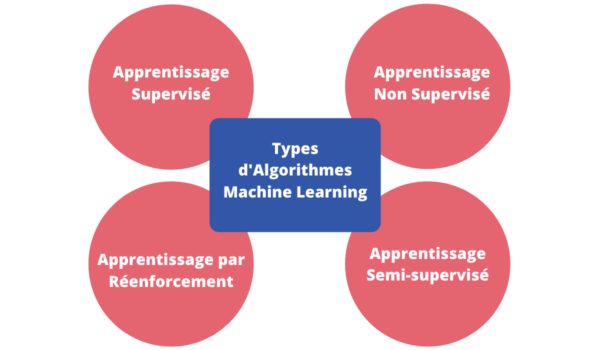 Apprentissage
Supervisé
Apprentissage
Non Supervisé
Types
d'Algorithmes
Machine Learning
Apprentissage par
Réenforcement
Apprentissage
Semi-supervisé